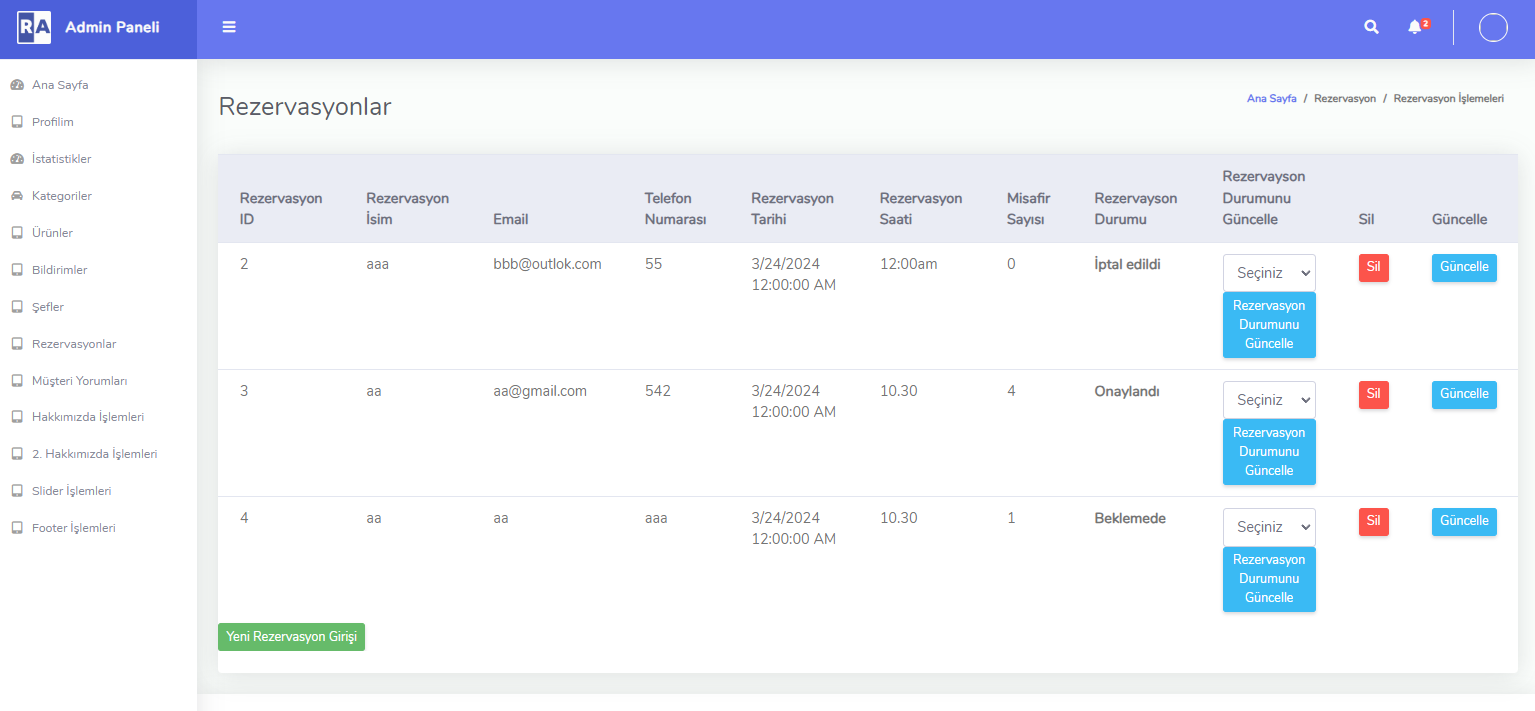 RA Admin Paneli
2
Ana Sayfa
Profilim
İstatistikler
Kategoriler
Ürünler
Bildirimler
Şefler
Rezervasyonlar
Müşteri Yorumları
Hakkımızda İşlemleri
2. Hakkımızda İşlemleri
Slider İşlemleri
Footer İşlemleri
Rezervasyonlar
Ana Sayfa / Rezervasyon / Rezervasyon İşlemeleri
Rezervasyon ID
Rezervasyon İsim
Email
Telefon Numarası
Rezervasyon Tarihi
Rezervasyon Saati
Misafir Sayısı
Rezervayson Durumu
Rezervayson Durumunu Güncelle
Sil
Güncelle
2 aaa bbb@outlok.com 55 3/24/2024 12:00:00 AM 12:00am 0 İptal edildi Seçiniz Sil Güncelle
Rezervasyon
Durumunu
Güncelle
3 aa aa@gmail.com 542 3/24/2024 12:00:00 AM 10.30 4 Onaylandı Seçiniz Sil Güncelle
Rezervasyon
Durumunu
Güncelle
4 aa aa aaa 3/24/2024 12:00:00 AM 10.30 1 Beklemede Seçiniz Sil Güncelle
Rezervasyon
Durumunu
Güncelle
Yeni Rezervasyon Girişi